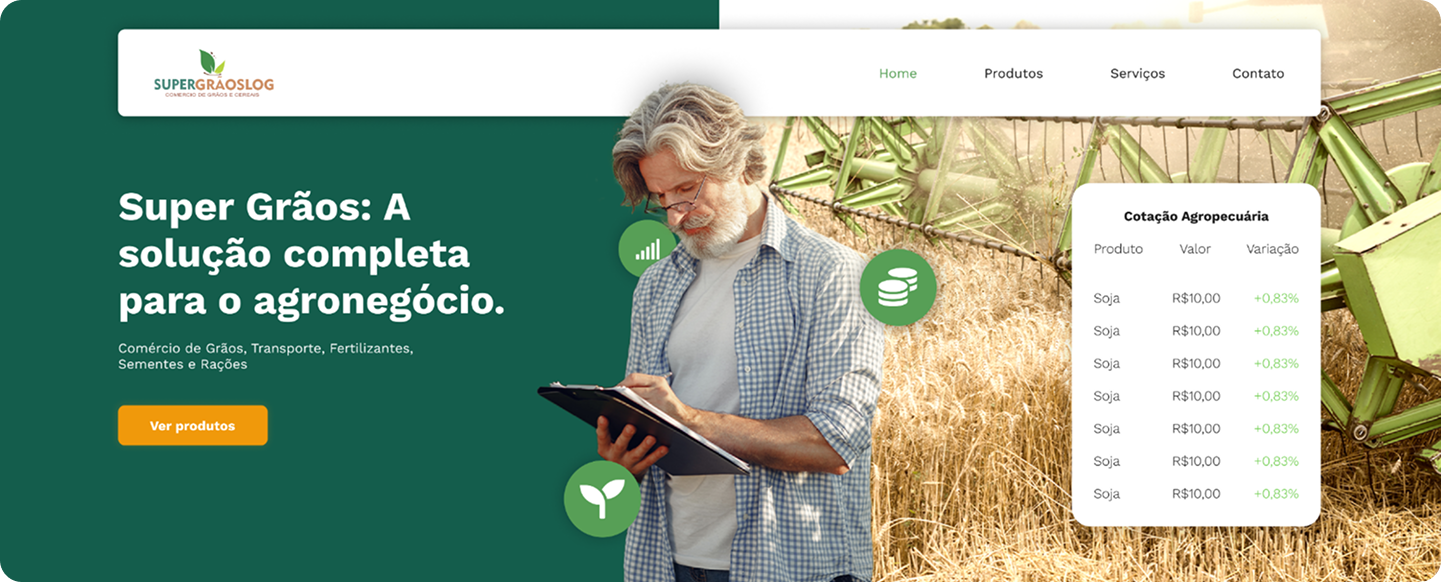 SUPERGRÃOSLOG
COMÉRCIO DE GRÃOS E CEREAIS
Home
Produtos
Serviços
Contato
Super Grãos: A
solução completa
para o agronegócio.
Comércio de Grãos, Transporte, Fertilizantes,
Sementes e Rações
Ver produtos
Cotação Agropecuária
Produto Valor Variação
Soja R$10,00 +0,83%
Soja R$10,00 +0,83%
Soja R$10,00 +0,83%
Soja R$10,00 +0,83%
Soja R$10,00 +0,83%
Soja R$10,00 +0,83%
Soja R$10,00 +0,83%